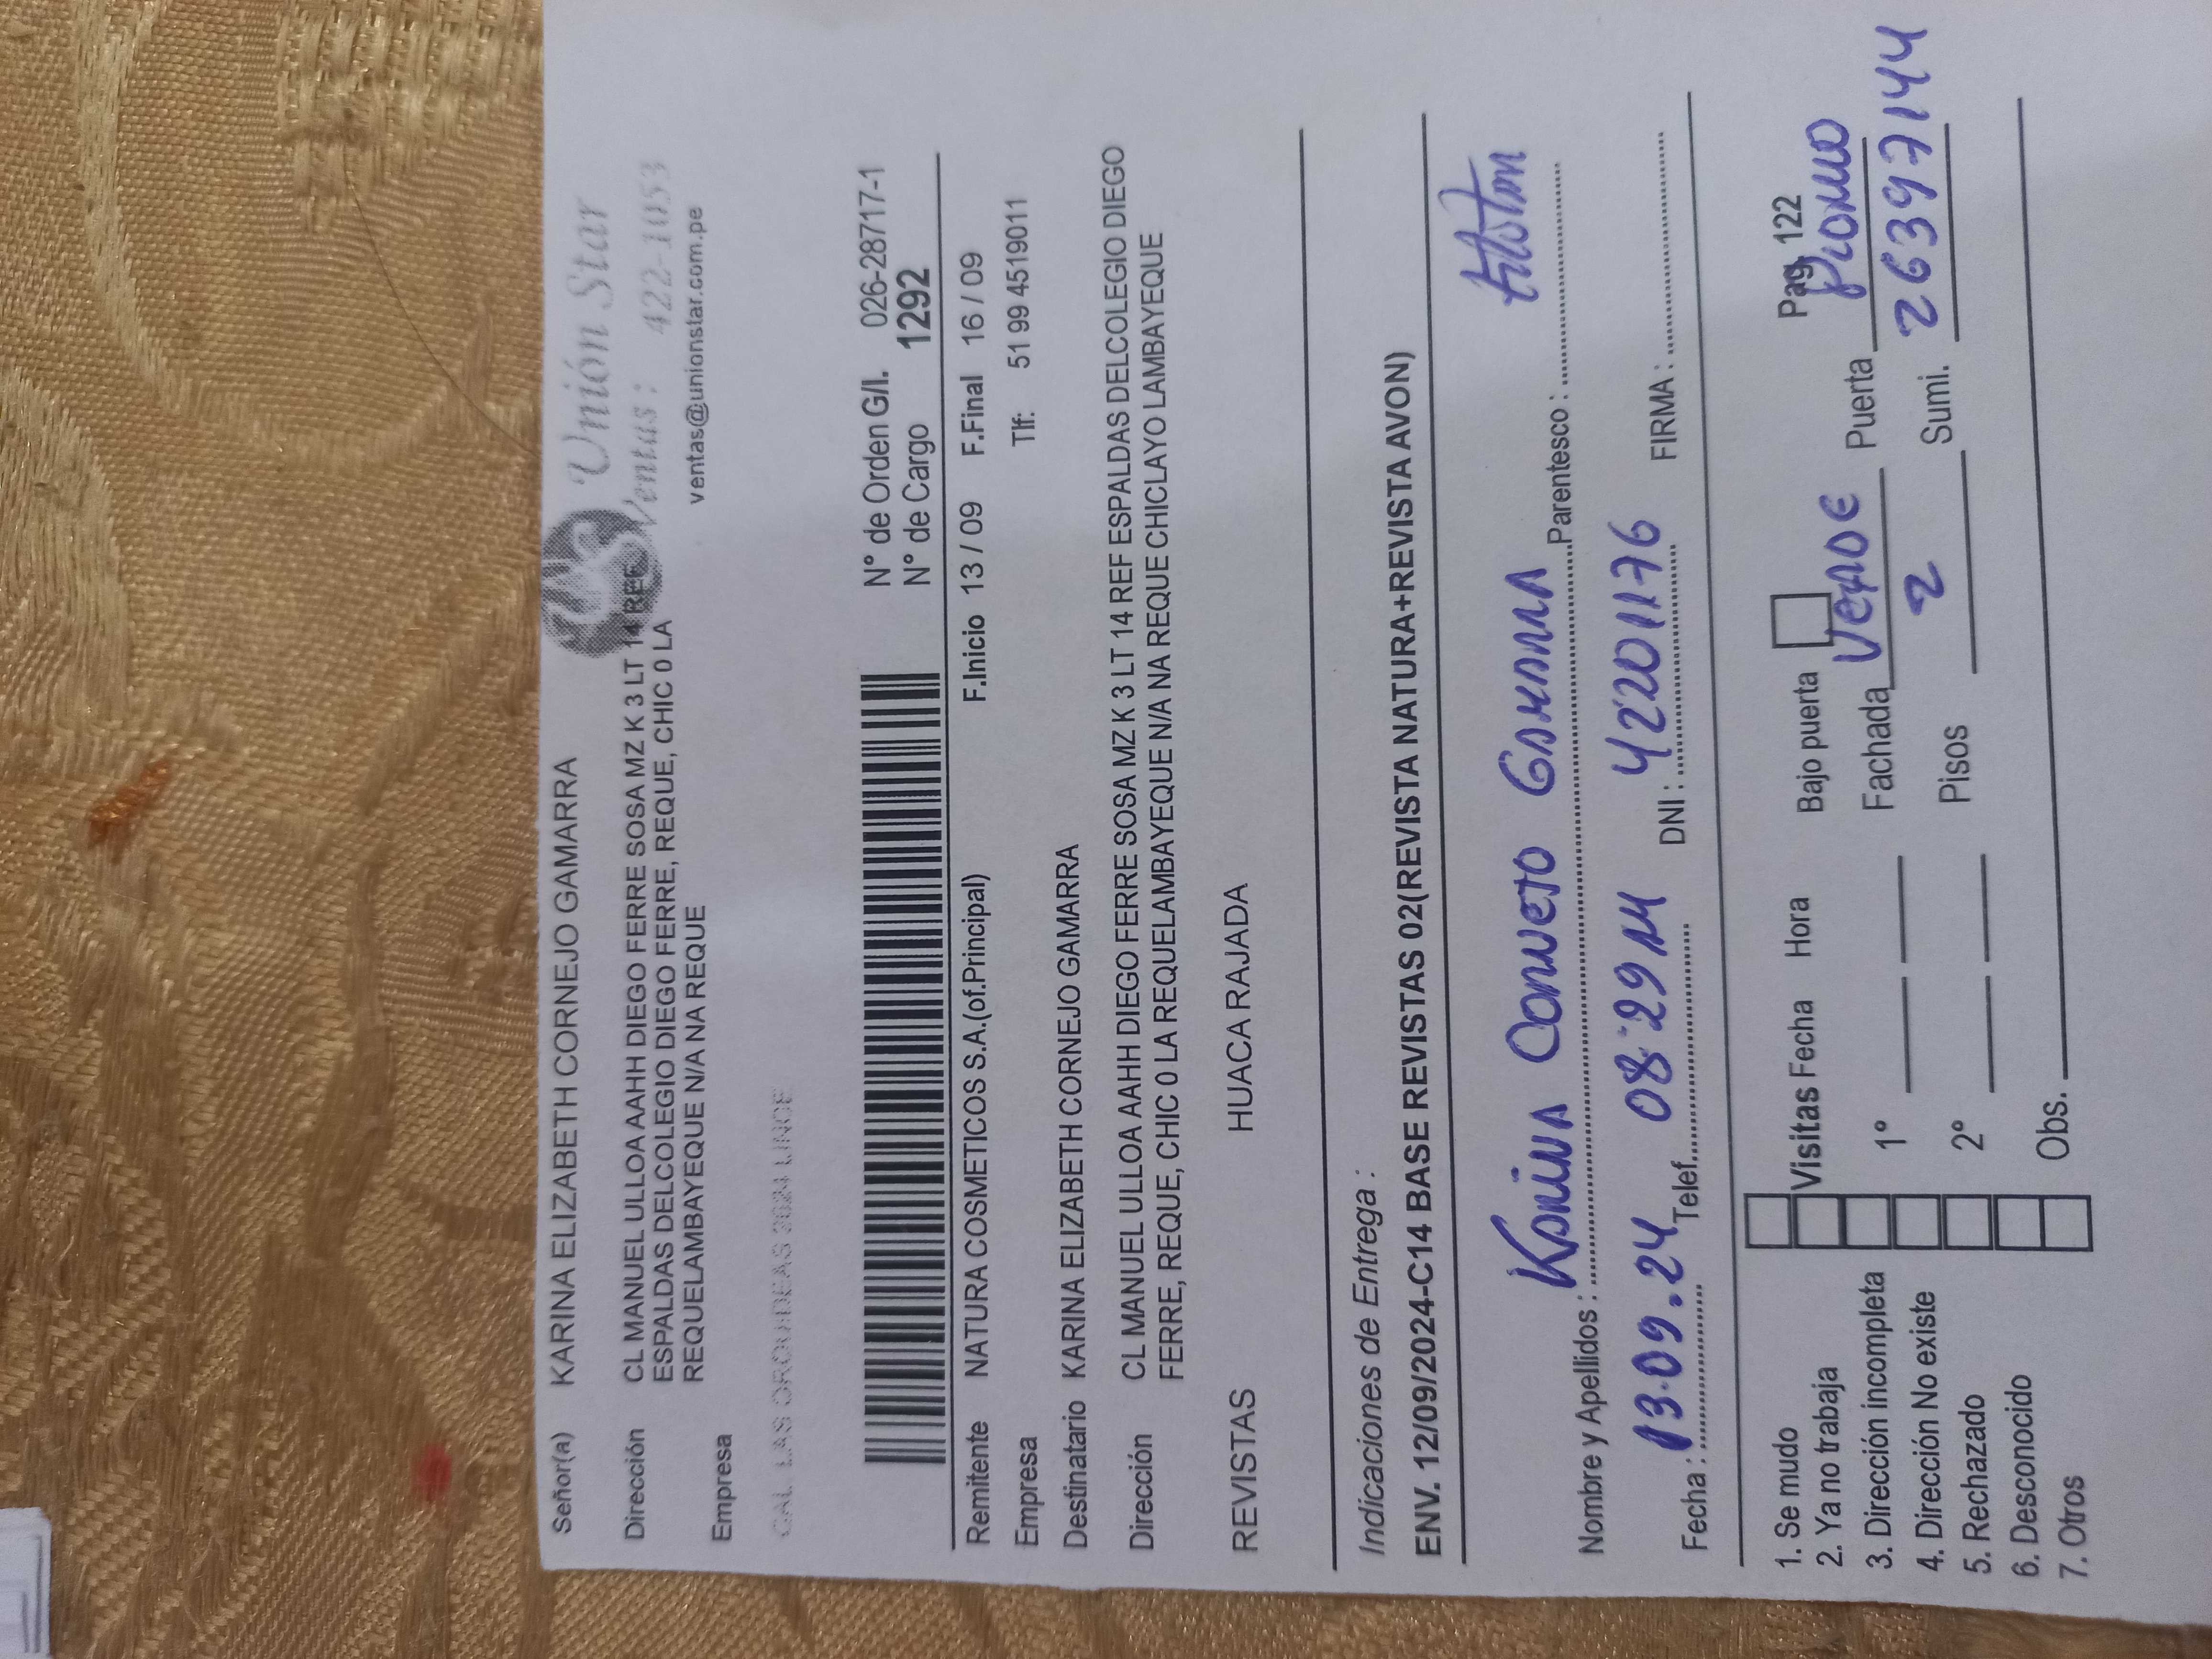 Señor(a) KARINA ELIZABETH CORNEJO GAMARRA
Unión Star
Dirección CL MANUEL ULLOA AAHH DIEGO FERRE SOSA MZ K 3 LT 14 REF
Ventas : 422-1053
ESPALDAS DELCOLEGIO DIEGO FERRE, REQUE, CHIC 0 LA
ventas@unionstar.com.pe
REQUELAMBAYEQUE N/A NA REQUE
Empresa
CAL. LAS ORQUIDEAS 2624 LINCE
N° de Orden G/I. 026-28717-1
N° de Cargo 1292
Remitente NATURA COSMETICOS S.A.(of.Principal) F.Inicio 13 / 09 F.Final 16 / 09
Empresa Tlf: 51 99 4519011
Destinatario KARINA ELIZABETH CORNEJO GAMARRA
Dirección CL MANUEL ULLOA AAHH DIEGO FERRE SOSA MZ K 3 LT 14 REF ESPALDAS DELCOLEGIO DIEGO
FERRE, REQUE, CHIC 0 LA REQUELAMBAYEQUE N/A NA REQUE CHICLAYO LAMBAYEQUE
REVISTAS HUACA RAJADA
Indicaciones de Entrega :
ENV. 12/09/2024-C14 BASE REVISTAS 02(REVISTA NATURA+REVISTA AVON)
Nombre y Apellidos : Karina Cornejo Gamarra Parentesco :
Fecha : 13.09.24 Telef. 08:29 AM DNI : 42201176 FIRMA :
1. Se mudo
2. Ya no trabaja
3. Dirección incompleta
4. Dirección No existe
5. Rechazado
6. Desconocido
7. Otros
Visitas Fecha Hora Bajo puerta Pag. 122
1° Fachada VERDE Puerta
2° Pisos 2 Sumi. 26397144
Obs.